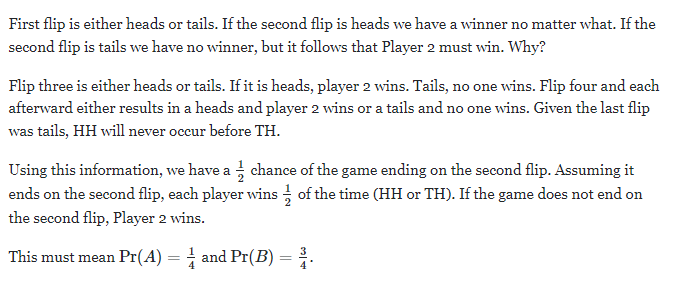 First flip is either heads or tails. If the second flip is heads we have a winner no matter what. If the
second flip is tails we have no winner, but it follows that Player 2 must win. Why?
Flip three is either heads or tails. If it is heads, player 2 wins. Tails, no one wins. Flip four and each
afterward either results in a heads and player 2 wins or a tails and no one wins. Given the last flip
was tails, HH will never occur before TH.
Using this information, we have a 1/2 chance of the game ending on the second flip. Assuming it
ends on the second flip, each player wins 1/2 of the time (HH or TH). If the game does not end on
the second flip, Player 2 wins.
This must mean Pr(A) = 1/4 and Pr(B) = 3/4.